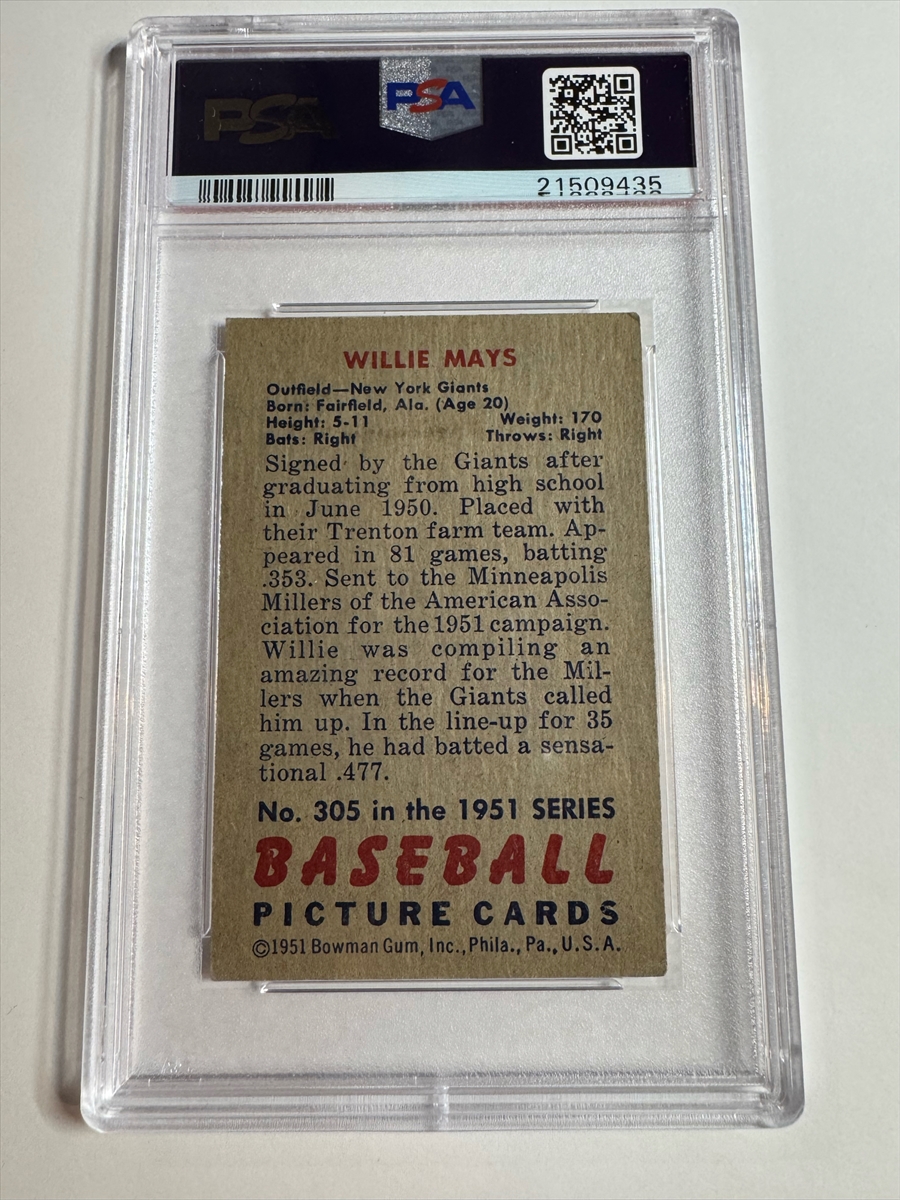 PSA
PSA
21509435
WILLIE MAYS
Outfield—New York Giants
Born: Fairfield, Ala. (Age 20)
Height: 5-11 Weight: 170
Bats: Right Throws: Right
Signed by the Giants after
graduating from high school
in June 1950. Placed with
their Trenton farm team. Ap-
peared in 81 games, batting
.353. Sent to the Minneapolis
Millers of the American Asso-
ciation for the 1951 campaign.
Willie was compiling an
amazing record for the Mil-
lers when the Giants called
him up. In the line-up for 35
games, he had batted a sensa-
tional .477.
No. 305 in the 1951 SERIES
BASEBALL
PICTURE CARDS
©1951 Bowman Gum, Inc., Phila., Pa., U.S.A.